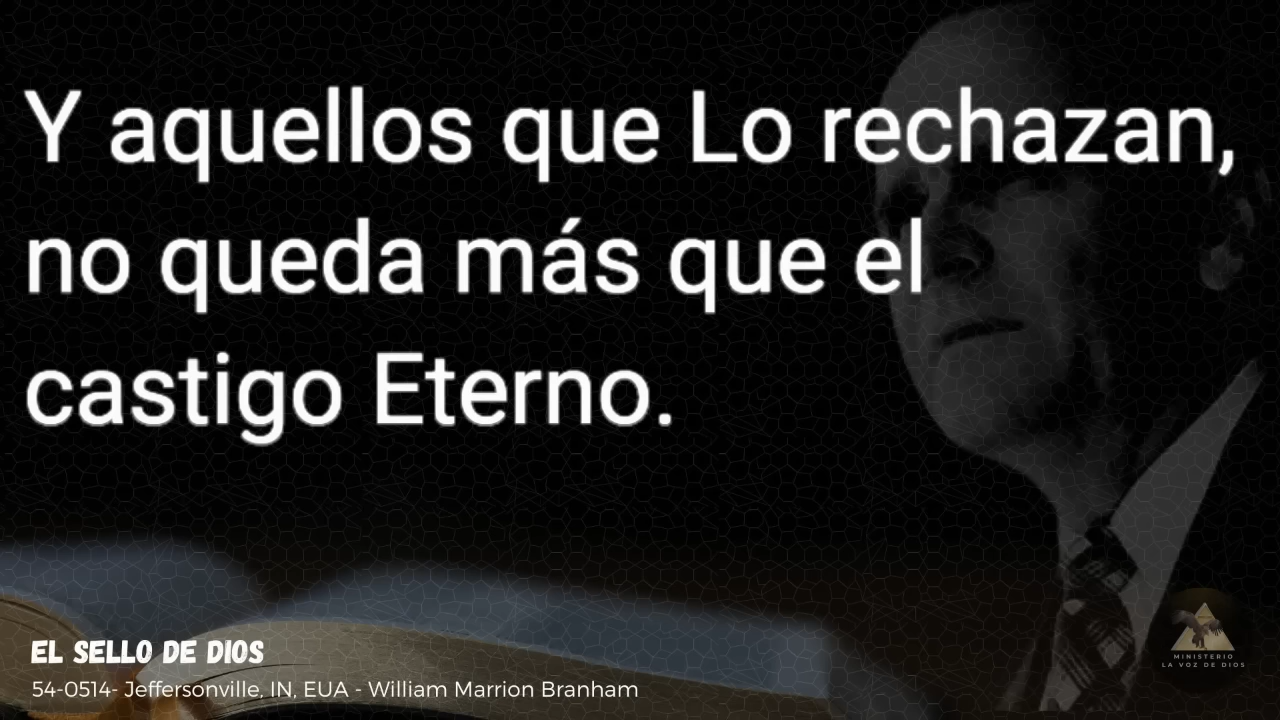 Y aquellos que Lo rechazan,
no queda más que el
castigo Eterno.
EL SELLO DE DIOS
54-0514- Jeffersonville, IN, EUA - William Marrion Branham
MINISTERIO
LA VOZ DE DIOS